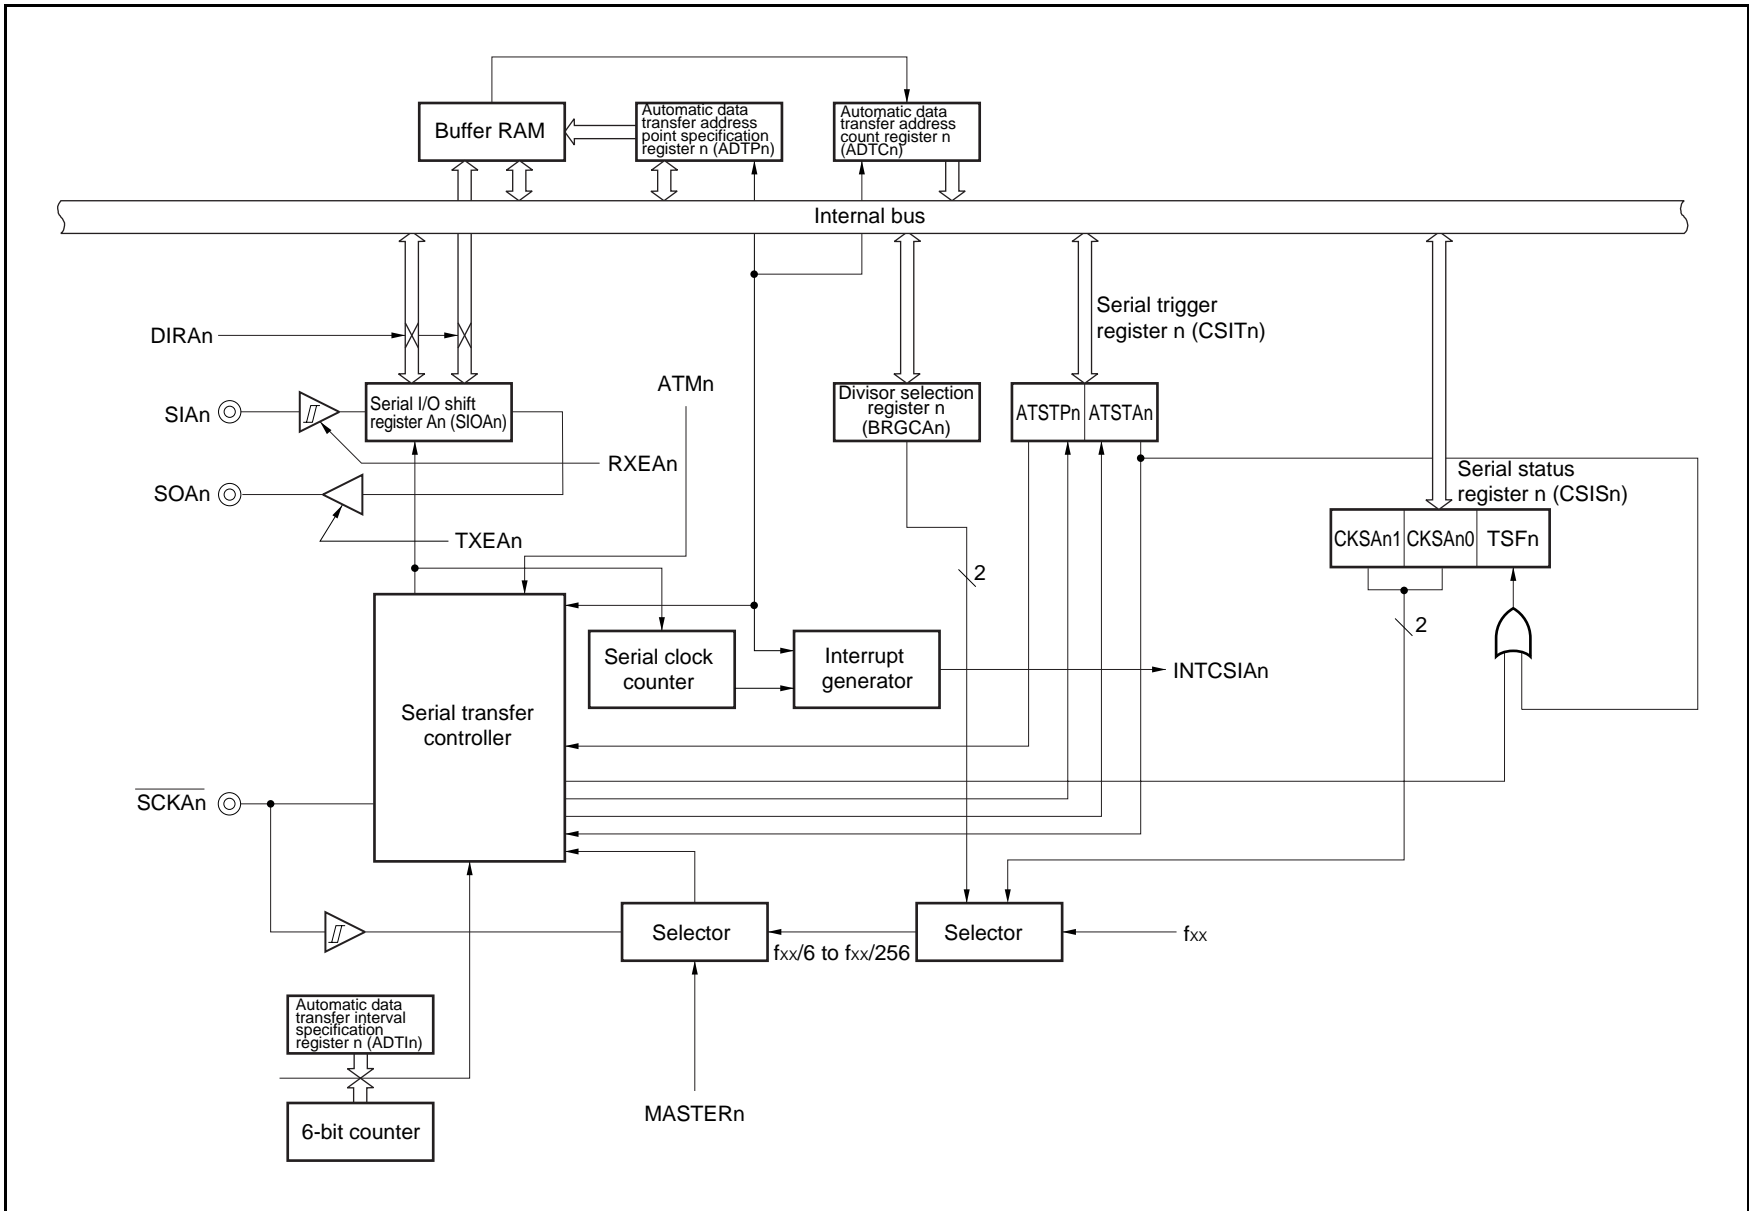 Buffer RAM
Automatic data
transfer address
point specification
register n (ADTPn)
Automatic data
transfer address
count register n
(ADTCn)
Internal bus
DIRAn
Serial trigger
register n (CSITn)
SIAn
Serial I/O shift
register An (SIOAn)
ATMn
Divisor selection
register n
(BRGCAn)
ATSTPn
ATSTAn
RXEAn
SOAn
Serial status
register n (CSISn)
TXEAn
CKSAn1
CKSAn0
TSFn
2
2
Serial clock
counter
Interrupt
generator
INTCSIAn
Serial transfer
controller
SCKAn
Selector
fxx/6 to fxx/256
Selector
fxx
Automatic data
transfer interval
specification
register n (ADTIn)
MASTERn
6-bit counter